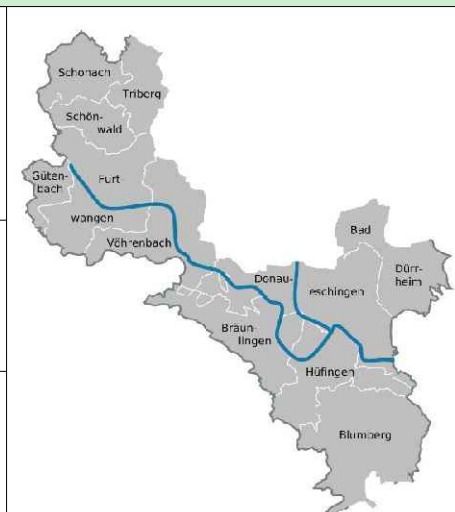 Schonach
Triberg
Schön-
wald
Güten-
bach
Furt-
wangen
Vöhrenbach
Bad
Dürr-
heim
Donau-
eschingen
Bräun-
lingen
Hüfingen
Blumberg